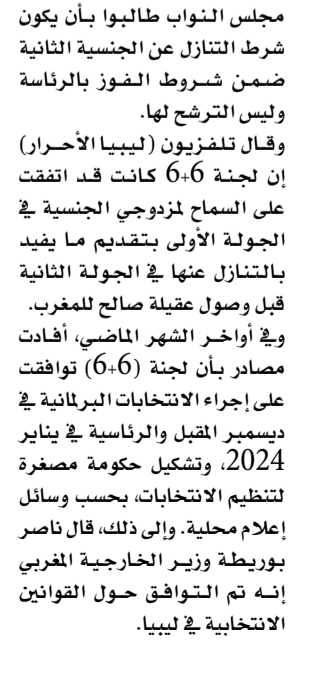 مجلس النواب طالبوا بأن يكون
شرط التنازل عن الجنسية الثانية
ضمن شروط الفوز بالرئاسة
وليس الترشح لها.
وقال تلفزيون (ليبيا الأحرار)
إن لجنة 6+6 كانت قد اتفقت
على السماح لمزدوجي الجنسية في
الجولة الأولى بتقديم ما يفيد
بالتنازل عنها في الجولة الثانية
قبل وصول عقيلة صالح للمغرب.
وفي أواخر الشهر الماضي، أفادت
مصادر بأن لجنة (6+6) توافقت
على إجراء الانتخابات البرلمانية في
ديسمبر المقبل والرئاسية في يناير
2024، وتشكيل حكومة مصغرة
لتنظيم الانتخابات، بحسب وسائل
إعلام محلية. وإلى ذلك، قال ناصر
بوريطة وزير الخارجية المغربي
إنه تم التوافق حول القوانين
الانتخابية في ليبيا.